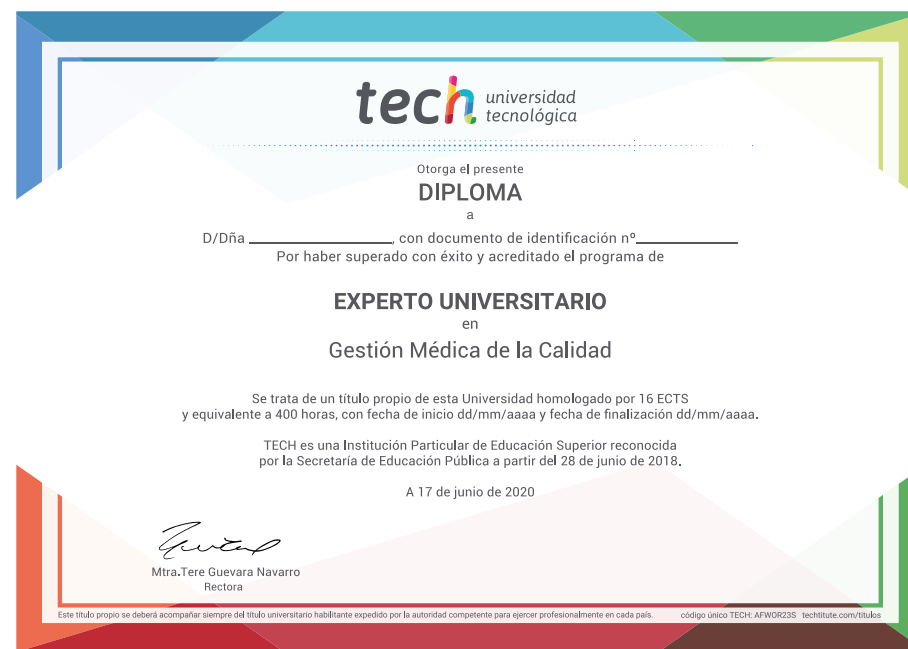 tech universidad
tecnológica
Otorga el presente
DIPLOMA
a
D/Dña ____________________, con documento de identificación nº______________
Por haber superado con éxito y acreditado el programa de
EXPERTO UNIVERSITARIO
en
Gestión Médica de la Calidad
Se trata de un título propio de esta Universidad homologado por 16 ECTS
y equivalente a 400 horas, con fecha de inicio dd/mm/aaaa y fecha de finalización dd/mm/aaaa.
TECH es una Institución Particular de Educación Superior reconocida
por la Secretaría de Educación Pública a partir del 28 de junio de 2018.
A 17 de junio de 2020
Mtra.Tere Guevara Navarro
Rectora
Este título propio se deberá acompañar siempre del título universitario habilitante expedido por la autoridad competente para ejercer profesionalmente en cada país. código único TECH: AFWOR23S techtitute.com/titulos